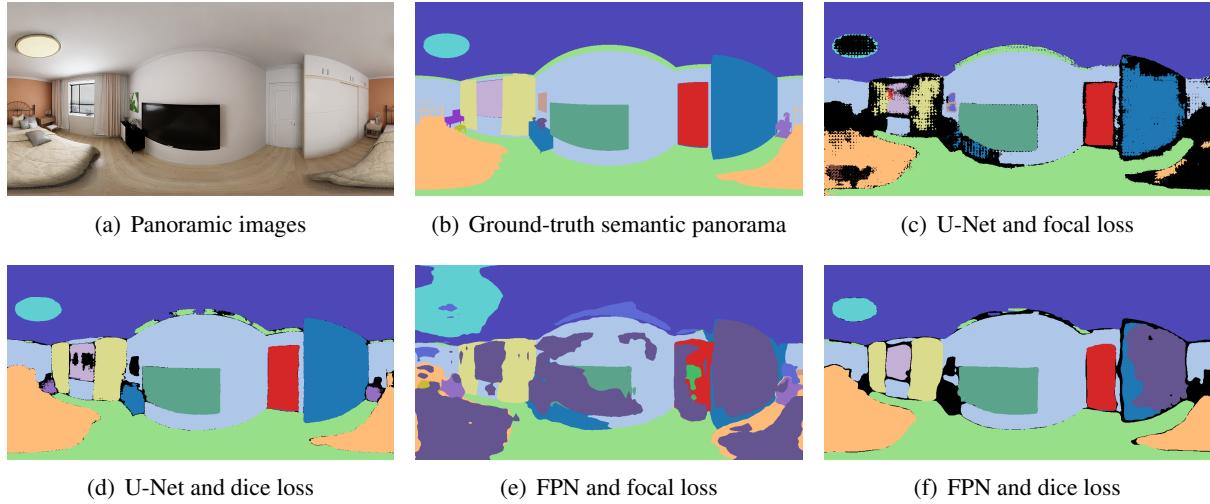 (a) Panoramic images
(b) Ground-truth semantic panorama
(c) U-Net and focal loss
(d) U-Net and dice loss
(e) FPN and focal loss
(f) FPN and dice loss